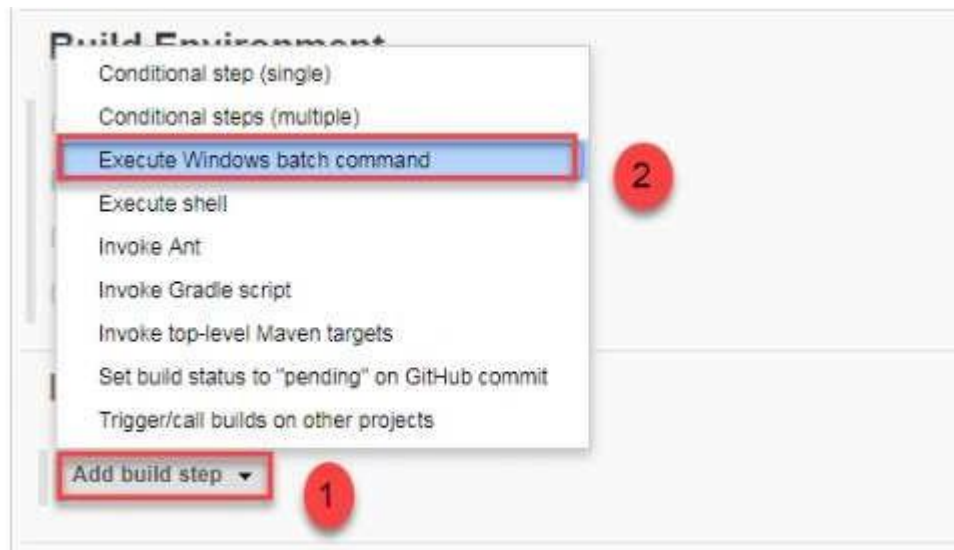 Build Environment
Conditional step (single)
Conditional steps (multiple)
Execute Windows batch command
2
Execute shell
Invoke Ant
Invoke Gradle script
Invoke top-level Maven targets
Set build status to "pending" on GitHub commit
Trigger/call builds on other projects
Add build step
1